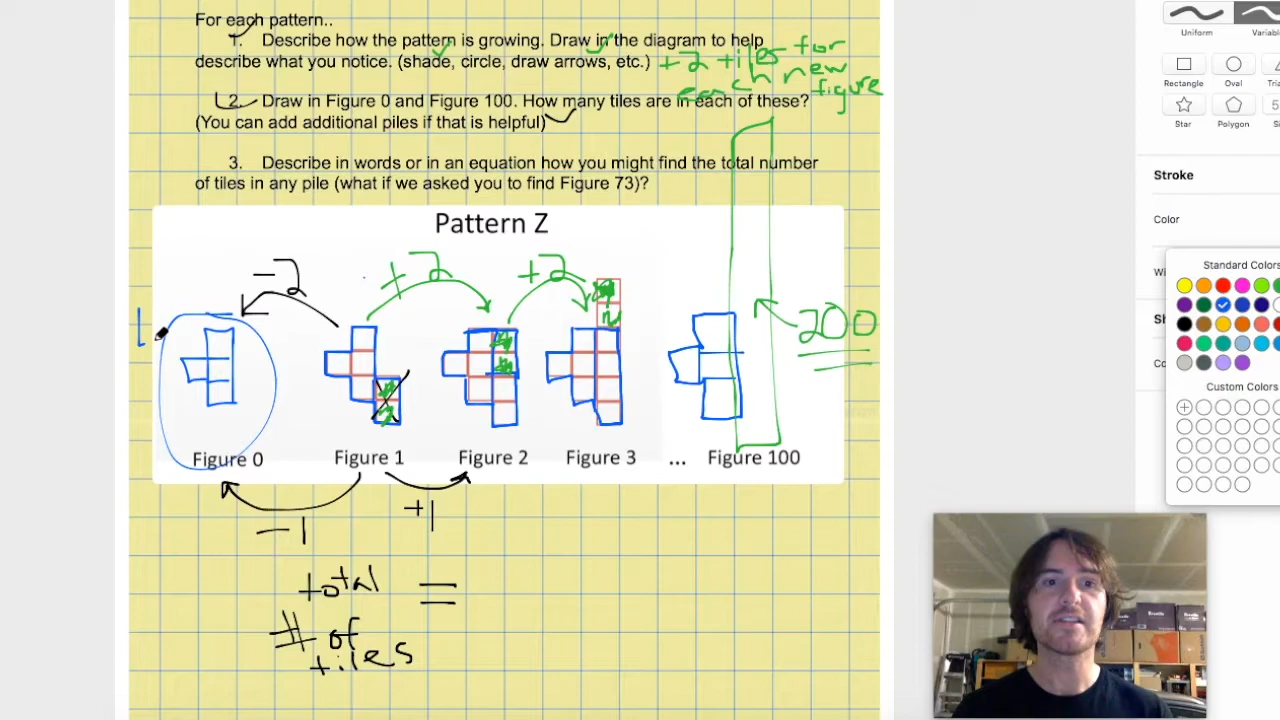 For each pattern..
1. Describe how the pattern is growing. Draw in the diagram to help
describe what you notice. (shade, circle, draw arrows, etc.)
+2 tiles for
each new
figure
2. Draw in Figure 0 and Figure 100. How many tiles are in each of these?
(You can add additional piles if that is helpful)
3. Describe in words or in an equation how you might find the total number
of tiles in any pile (what if we asked you to find Figure 73)?
Pattern Z
-2
+2
+2
200
Figure 0
Figure 1
Figure 2
Figure 3
...
Figure 100
-1
+1
total =
# of
tiles
Uniform
Rectangle
Oval
Star
Polygon
Stroke
Color
Standard Colors
Custom Colors